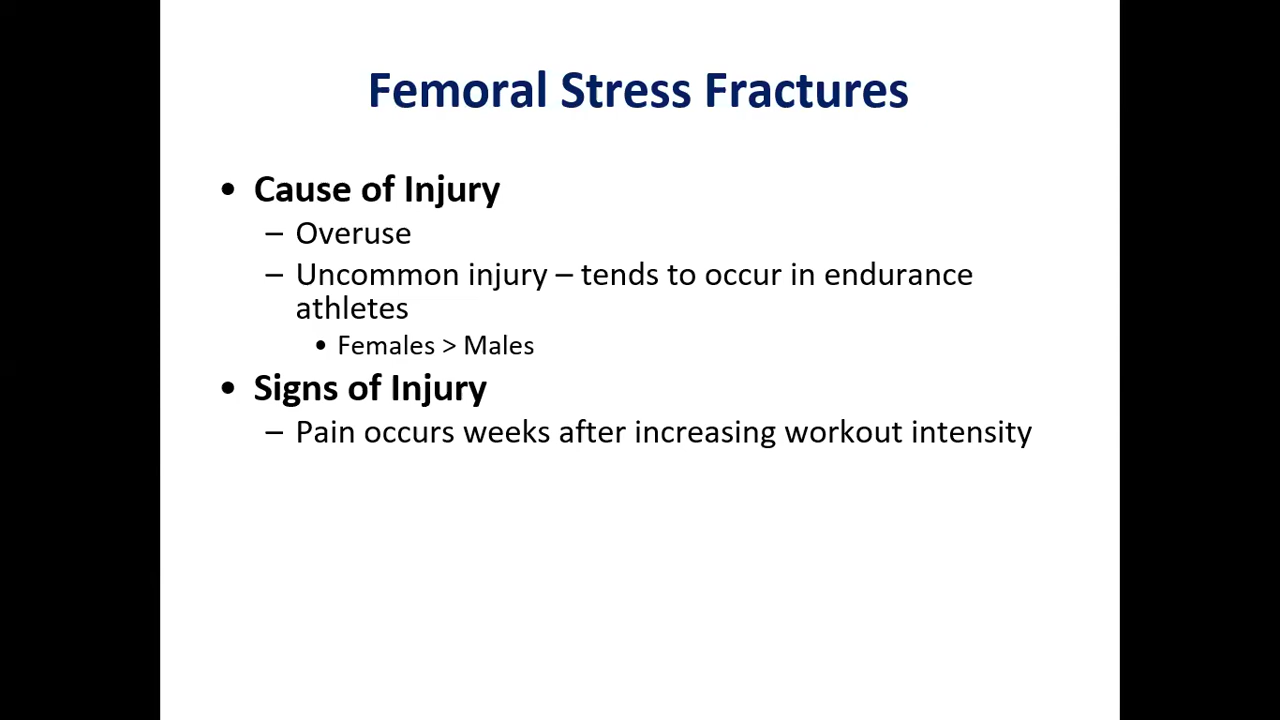 Femoral Stress Fractures
• Cause of Injury
– Overuse
– Uncommon injury – tends to occur in endurance
athletes
• Females > Males
• Signs of Injury
– Pain occurs weeks after increasing workout intensity